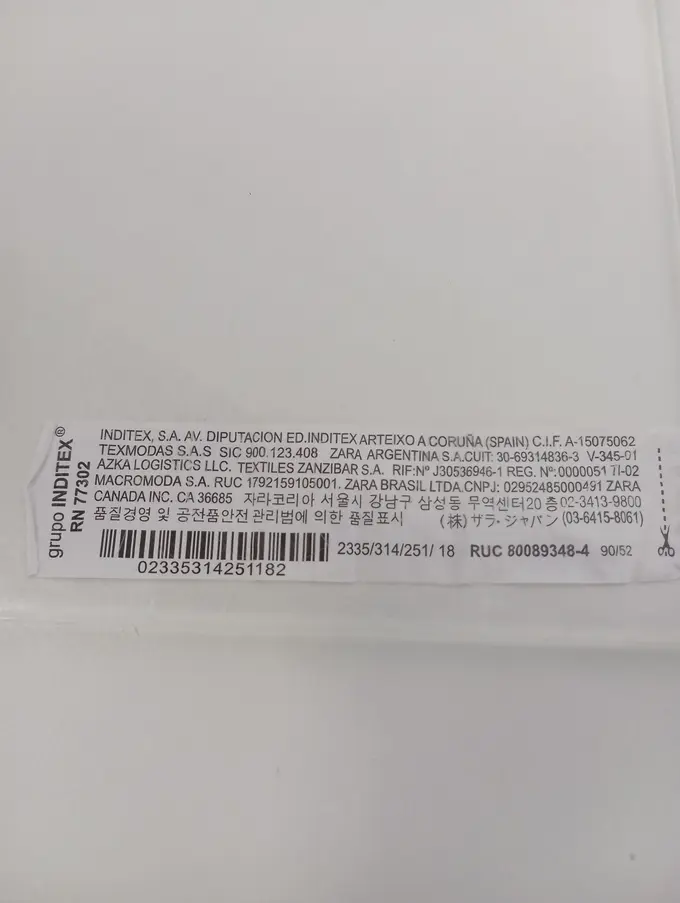 grupo INDITEX®
RN 77302
INDITEX, S.A. AV. DIPUTACION ED.INDITEX ARTEIXO A CORUÑA (SPAIN) C.I.F. A-15075062
TEXMODAS S.A.S SIC 900.123.408 ZARA ARGENTINA S.A.CUIT: 30-69314836-3 V-345-01
AZKA LOGISTICS LLC. TEXTILES ZANZIBAR S.A. RIF:Nº J30536946-1 REG. Nº:0000051 TI-02
MACROMODA S.A. RUC 1792159105001. ZARA BRASIL LTDA,CNPJ: 02952485000491 ZARA
CANADA INC. CA 36685 자라코리아 서울시 강남구 삼성동 무역센터20 층02-3413-9800
품질경영 및 공전품안전관리법에 의한 품질표시 (株) ザラ・ジャパン (03-6415-8061)
2335/314/251/ 18 RUC 80089348-4 90/52
02335314251182